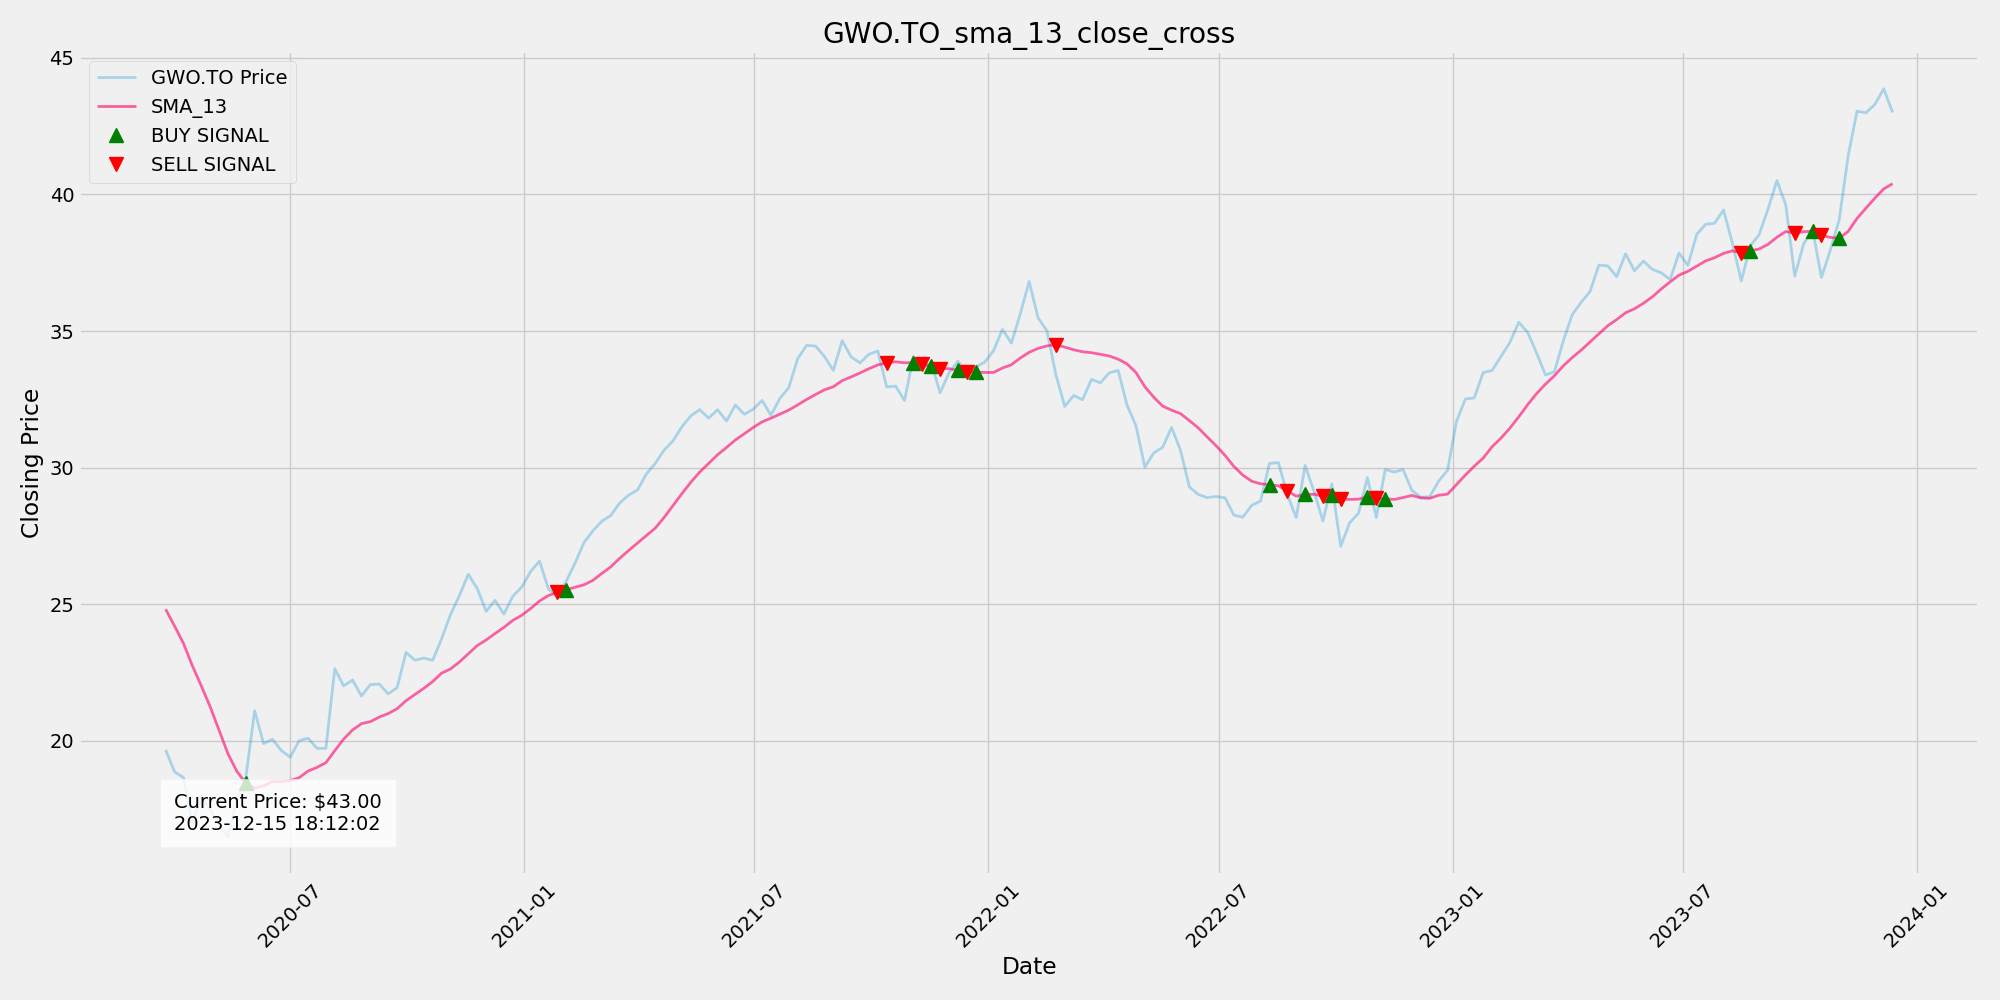 GWO.TO_sma_13_close_cross
GWO.TO Price
SMA_13
BUY SIGNAL
SELL SIGNAL
45
40
35
30
25
20
Closing Price
Current Price: $43.00
2023-12-15 18:12:02
2020-07
2021-01
2021-07
2022-01
2022-07
2023-01
2023-07
2024-01
Date